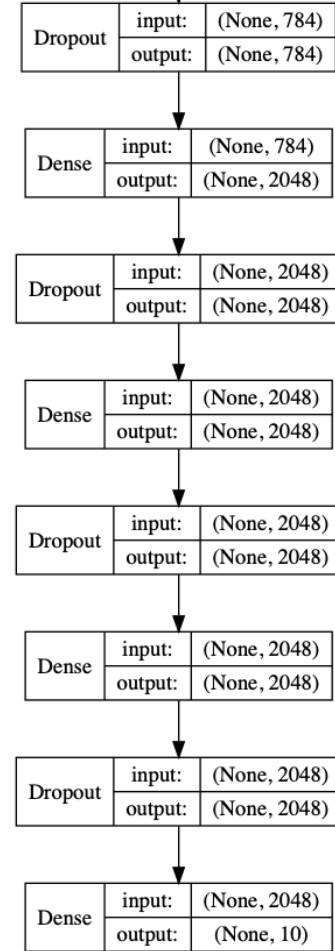 Dropout input: (None, 784)
output: (None, 784)
Dense input: (None, 784)
output: (None, 2048)
Dropout input: (None, 2048)
output: (None, 2048)
Dense input: (None, 2048)
output: (None, 2048)
Dropout input: (None, 2048)
output: (None, 2048)
Dense input: (None, 2048)
output: (None, 2048)
Dropout input: (None, 2048)
output: (None, 2048)
Dense input: (None, 2048)
output: (None, 10)